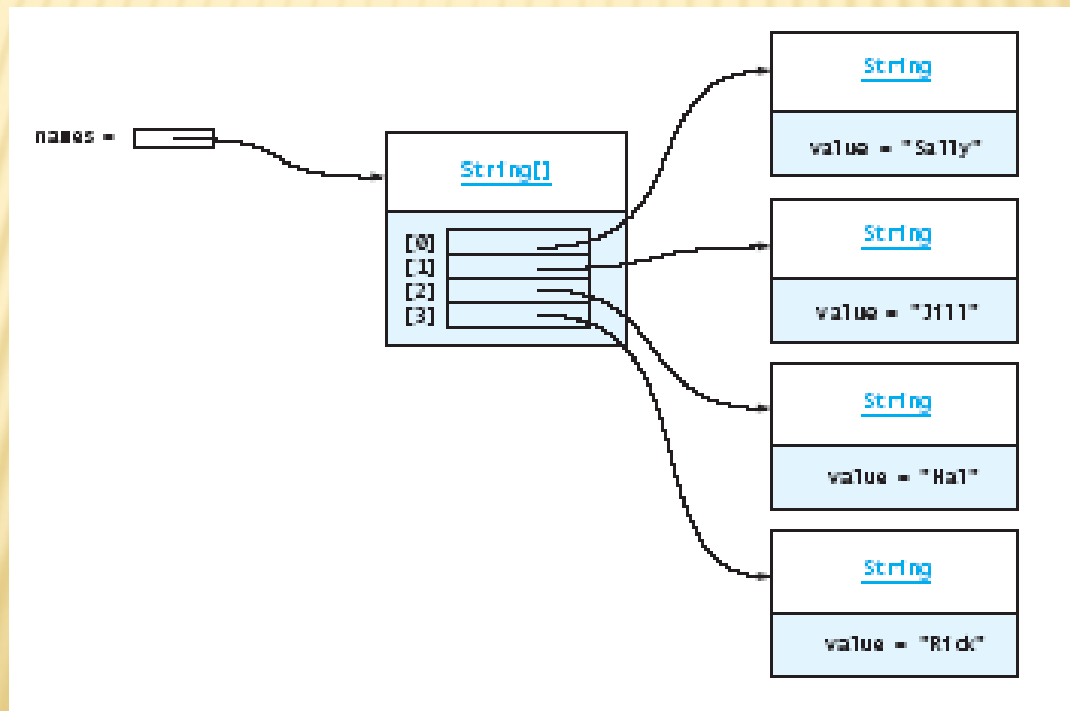 names =
String[]
[0]
[1]
[2]
[3]
String
value = "Sally"
String
value = "Jill"
String
value = "Hal"
String
value = "Rick"